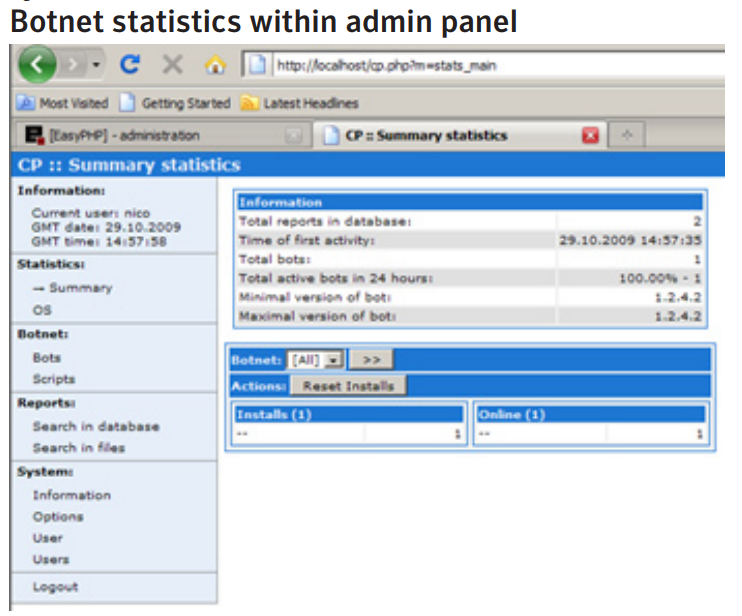 Botnet statistics within admin panel
http://localhost/cp.php?m=stats_main
Most Visited Getting Started Latest Headlines
[EasyPHP] - administration CP :: Summary statistics
CP :: Summary statistics
Information:
Current user: nico
GMT date: 29.10.2009
GMT time: 14:57:58
Statistics:
→ Summary
OS
Botnet:
Bots
Scripts
Reports:
Search in database
Search in files
System:
Information
Options
User
Users
Logout
Information
Total reports in database: 2
Time of first activity: 29.10.2009 14:57:35
Total bots: 1
Total active bots in 24 hours: 100.00% - 1
Minimal version of bot: 1.2.4.2
Maximal version of bot: 1.2.4.2
Botnet: [All] >>
Actions: Reset Installs
Installs (1) Online (1)
-- 1 -- 1